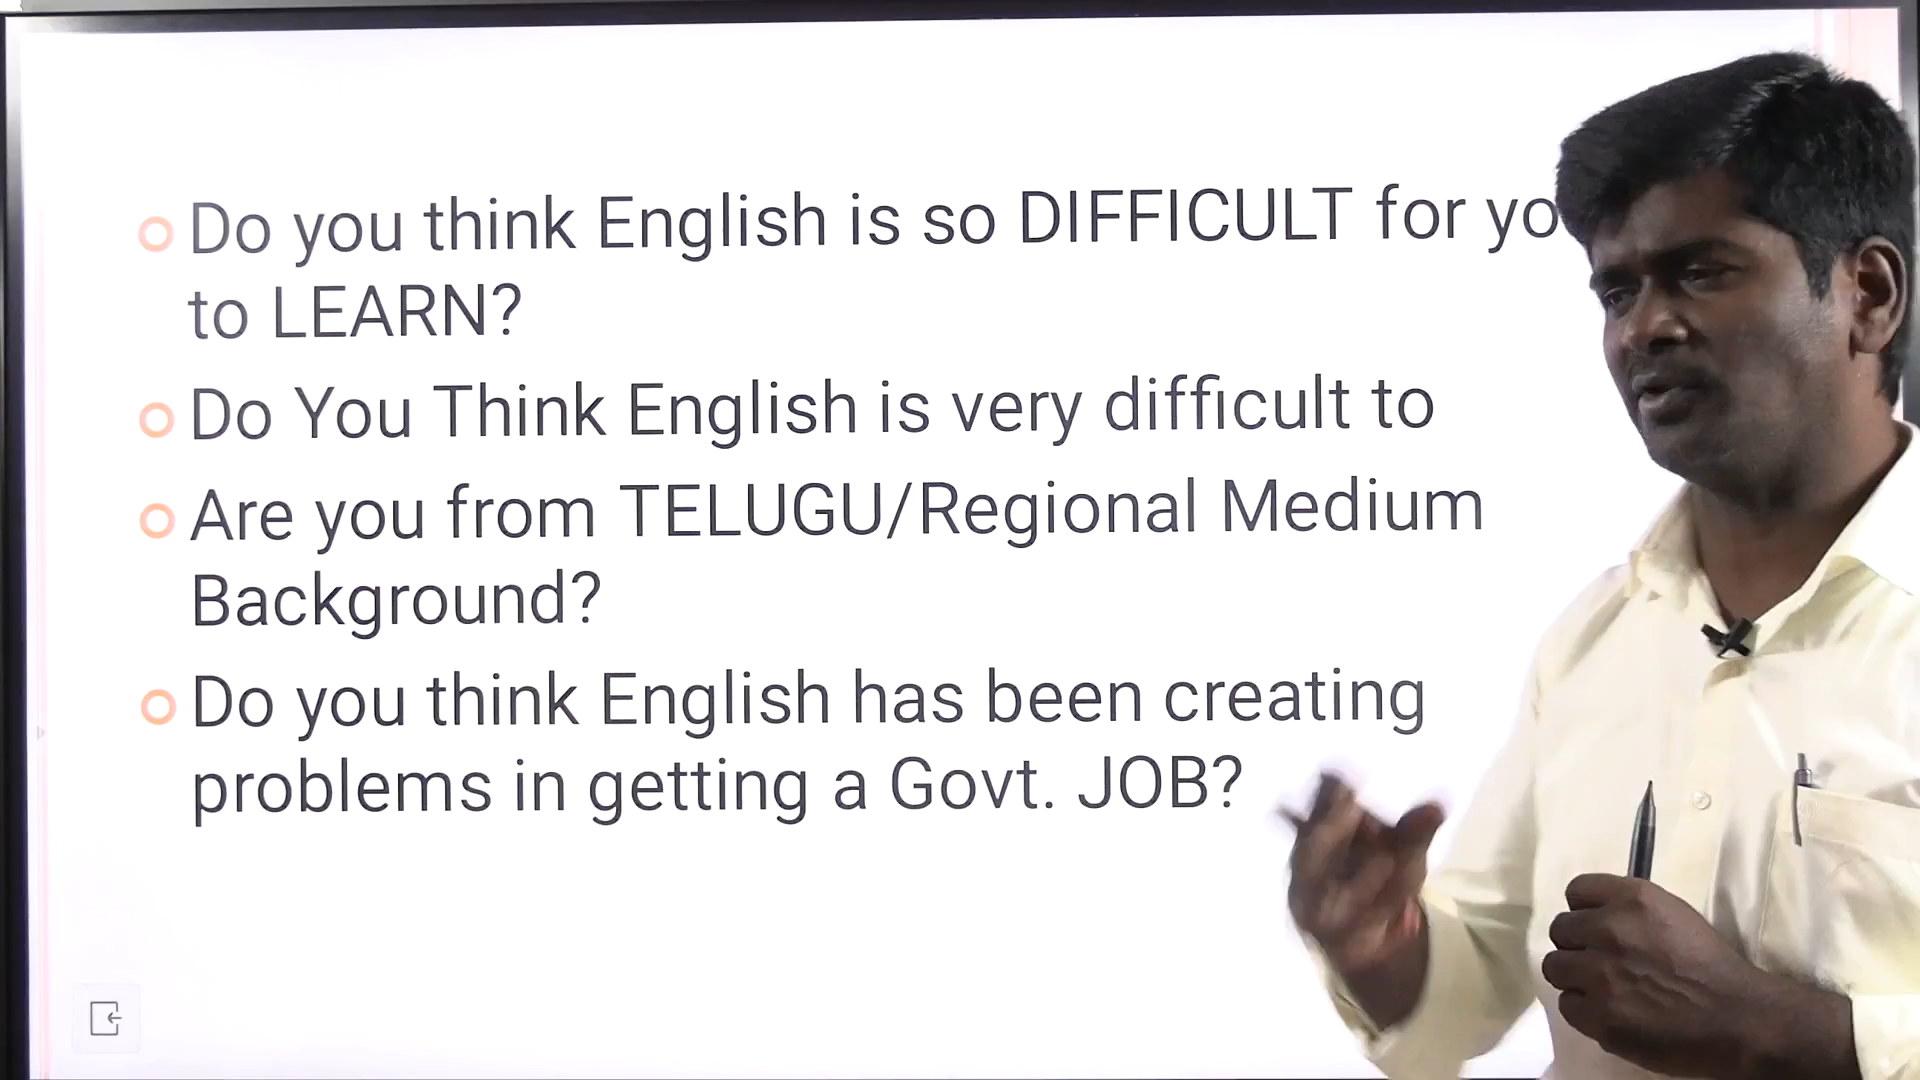 Do you think English is so DIFFICULT for yo
to LEARN?
Do You Think English is very difficult to
Are you from TELUGU/Regional Medium
Background?
Do you think English has been creating
problems in getting a Govt. JOB?